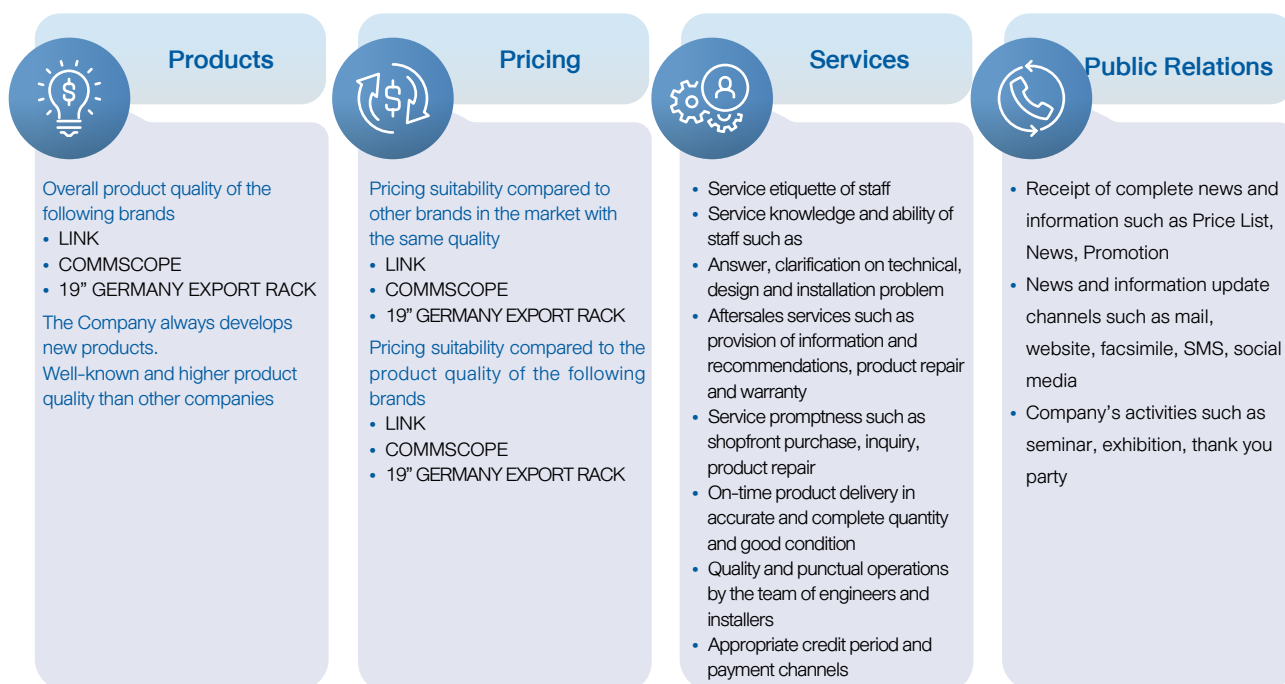 Products
Overall product quality of the
following brands
• LINK
• COMMSCOPE
• 19” GERMANY EXPORT RACK
The Company always develops
new products.
Well-known and higher product
quality than other companies
Pricing
Pricing suitability compared to
other brands in the market with
the same quality
• LINK
• COMMSCOPE
• 19” GERMANY EXPORT RACK
Pricing suitability compared to the
product quality of the following
brands
• LINK
• COMMSCOPE
• 19” GERMANY EXPORT RACK
Services
• Service etiquette of staff
• Service knowledge and ability of
staff such as
• Answer, clarification on technical,
design and installation problem
• Aftersales services such as
provision of information and
recommendations, product repair
and warranty
• Service promptness such as
shopfront purchase, inquiry,
product repair
• On-time product delivery in
accurate and complete quantity
and good condition
• Quality and punctual operations
by the team of engineers and
installers
• Appropriate credit period and
payment channels
Public Relations
• Receipt of complete news and
information such as Price List,
News, Promotion
• News and information update
channels such as mail,
website, facsimile, SMS, social
media
• Company’s activities such as
seminar, exhibition, thank you
party